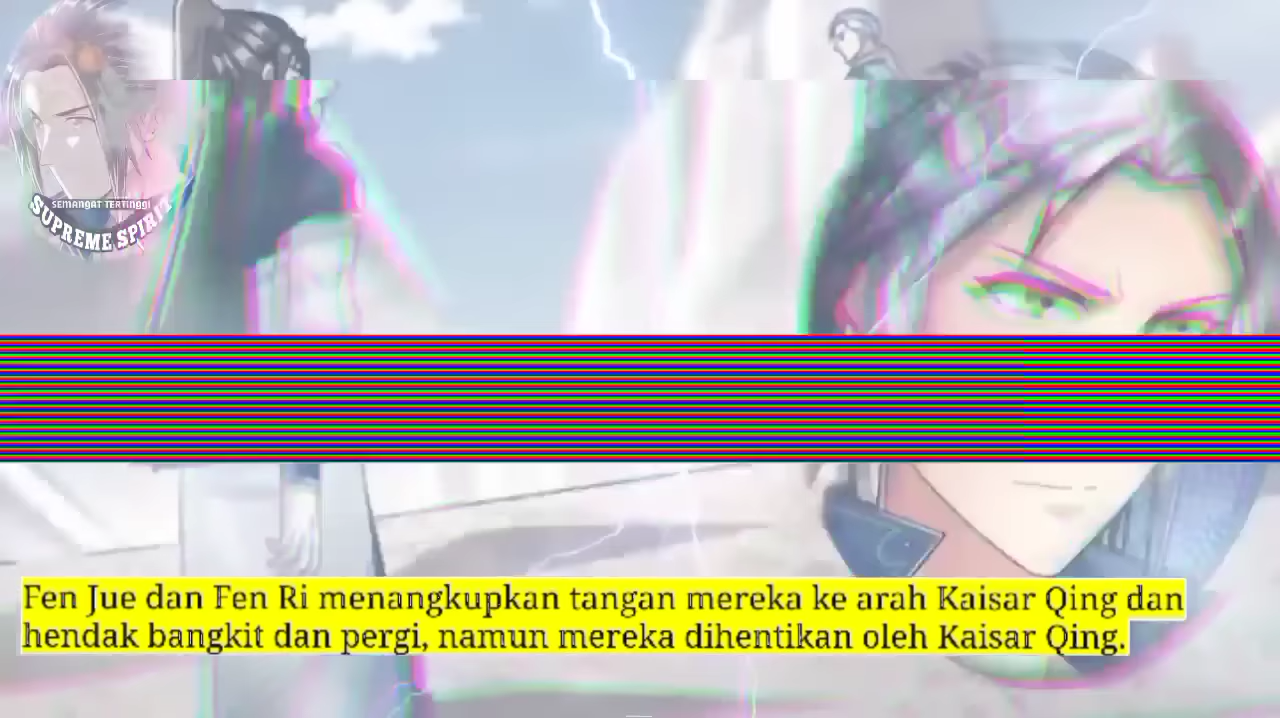 SEMANGAT TERTINGGI
SUPREME SPIRIT
Fen Jue dan Fen Ri menangkupkan tangan mereka ke arah Kaisar Qing dan
hendak bangkit dan pergi, namun mereka dihentikan oleh Kaisar Qing.